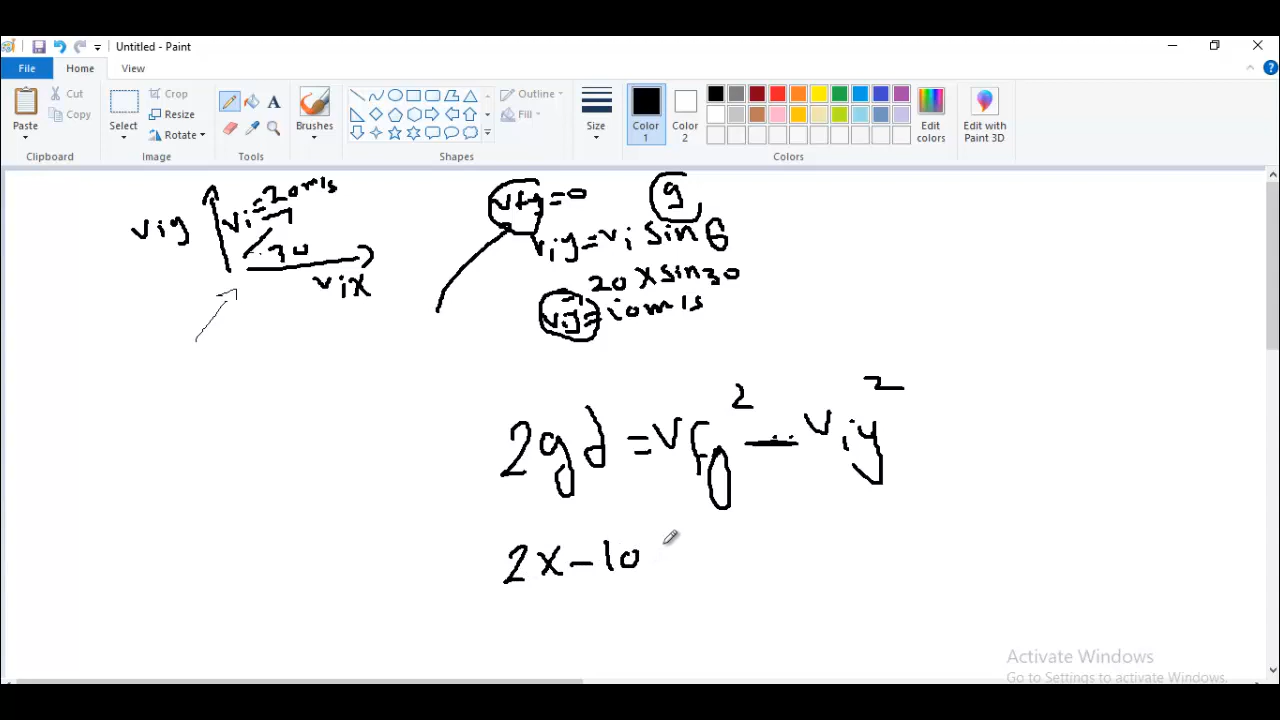 Untitled - Paint
File Home View
Cut
Copy
Paste
Clipboard
Select
Crop
Resize
Rotate
Image
Tools
Brushes
Shapes
Outline
Fill
Size
Color 1
Color 2
Colors
Edit colors
Edit with Paint 3D
viy
vi=20m/s
30
vix
vfy=0
g
viy=vi sin θ
20 x sin30
viy=10m/s
2gd=vfy²-viy²
2x-10
Activate Windows
Go to Settings to activate Windows.